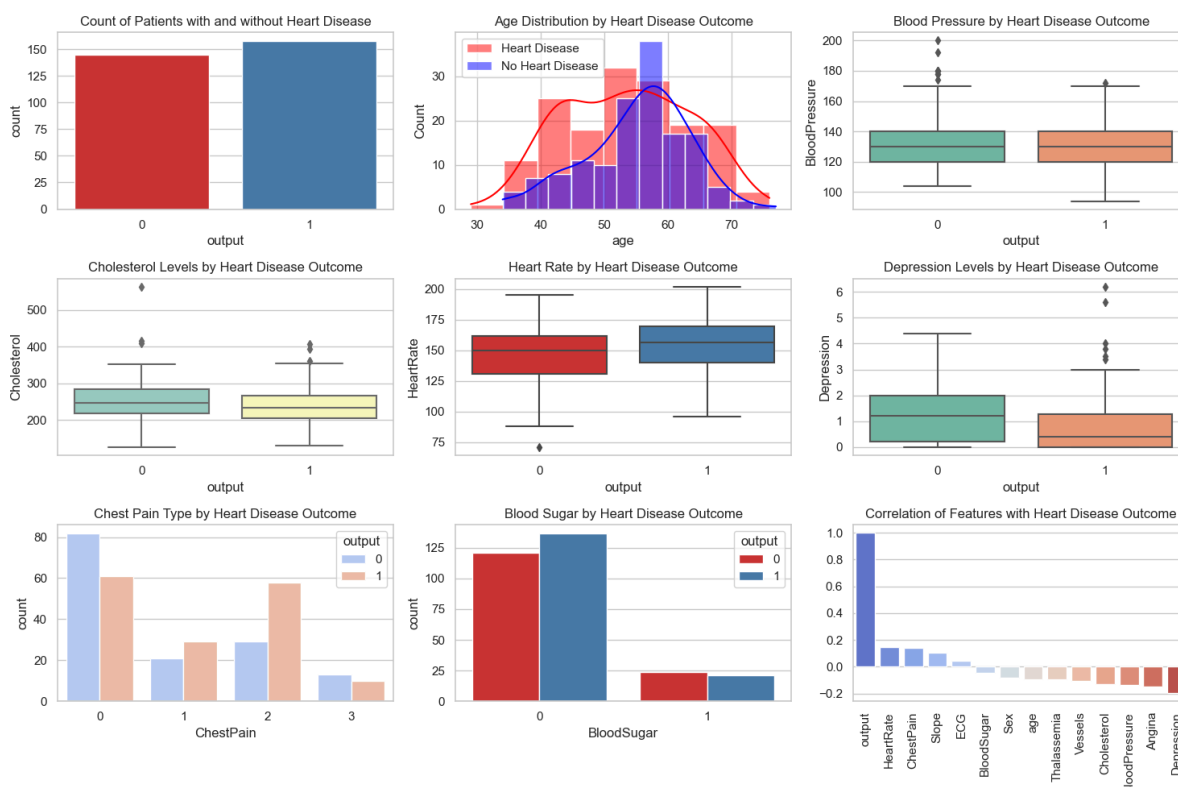 Count of Patients with and without Heart Disease
150
125
100
75
50
25
0
count
0 1
output
Age Distribution by Heart Disease Outcome
Heart Disease
No Heart Disease
30
20
10
0
Count
30 40 50 60 70
age
Blood Pressure by Heart Disease Outcome
200
180
160
140
120
100
BloodPressure
0 1
output
Cholesterol Levels by Heart Disease Outcome
500
400
300
200
Cholesterol
0 1
output
Heart Rate by Heart Disease Outcome
200
175
150
125
100
75
HeartRate
0 1
output
Depression Levels by Heart Disease Outcome
6
5
4
3
2
1
0
Depression
0 1
output
Chest Pain Type by Heart Disease Outcome
output
0
1
80
60
40
20
0
count
0 1 2 3
ChestPain
Blood Sugar by Heart Disease Outcome
output
0
1
125
100
75
50
25
0
count
0 1
BloodSugar
Correlation of Features with Heart Disease Outcome
1.0
0.8
0.6
0.4
0.2
0.0
−0.2
output
HeartRate
ChestPain
Slope
ECG
BloodSugar
Sex
age
Thalassemia
Vessels
Cholesterol
loodPressure
Angina
Depression